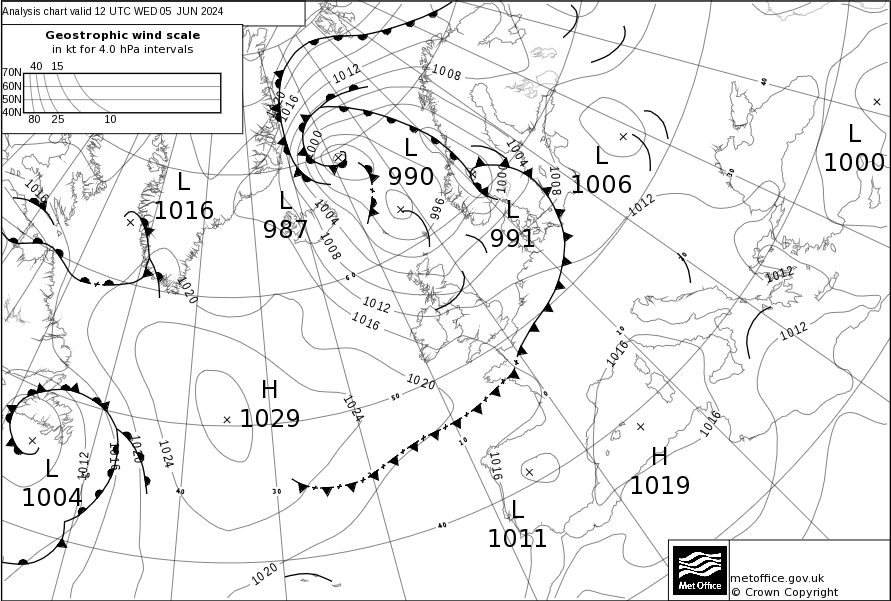 Analysis chart valid 12 UTC WED 05 JUN 2024
Geostrophic wind scale
in kt for 4.0 hPa intervals
40 15
70N
60N
50N
40N
80 25 10
1012
1008
1016
1000
1004
L
990
L
1006
L
1000
1016
L
1016
L
987
1004
996
1000
1008
L
991
1012
1008
1020
60
1012
1016
1012
1012
1016
10
1020
50
0
H
1029
1024
1016
1024
1020
1016
1012
L
1004
40
30
10
1016
H
1019
L
1011
40
1020
Met Office
metoffice.gov.uk
© Crown Copyright